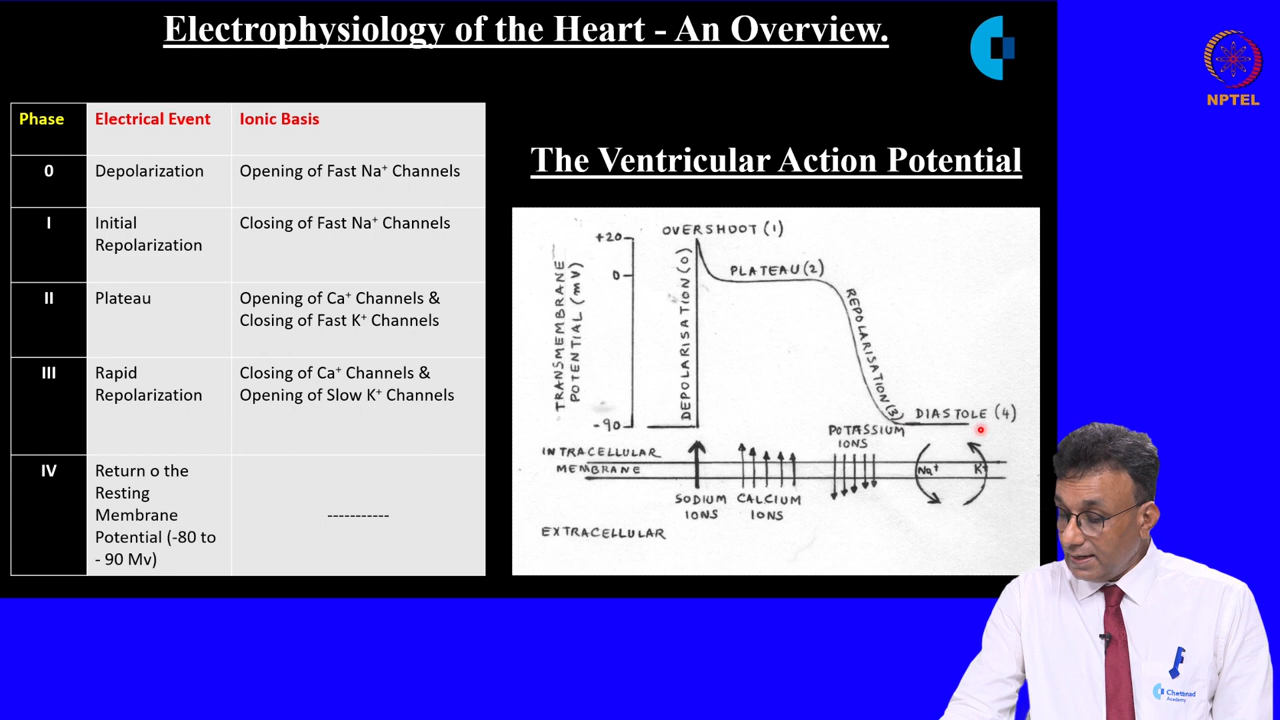 Electrophysiology of the Heart - An Overview.
NPTEL
Phase
Electrical Event
Ionic Basis
0
Depolarization
Opening of Fast Na⁺ Channels
I
Initial
Repolarization
Closing of Fast Na⁺ Channels
II
Plateau
Opening of Ca⁺ Channels &
Closing of Fast K⁺ Channels
III
Rapid
Repolarization
Closing of Ca⁺ Channels &
Opening of Slow K⁺ Channels
IV
Return o the
Resting
Membrane
Potential (-80 to
- 90 Mv)
-----------
The Ventricular Action Potential
OVERSHOOT (1)
+20
0
-90
TRANSMEMBRANE
POTENTIAL (mV)
DEPOLARISATION (0)
PLATEAU (2)
REPOLARISATION (3)
DIASTOLE (4)
POTASSIUM
IONS
INTRACELLULAR
MEMBRANE
Na⁺
K⁺
SODIUM
IONS
CALCIUM
IONS
EXTRACELLULAR
Chettinad
Academy